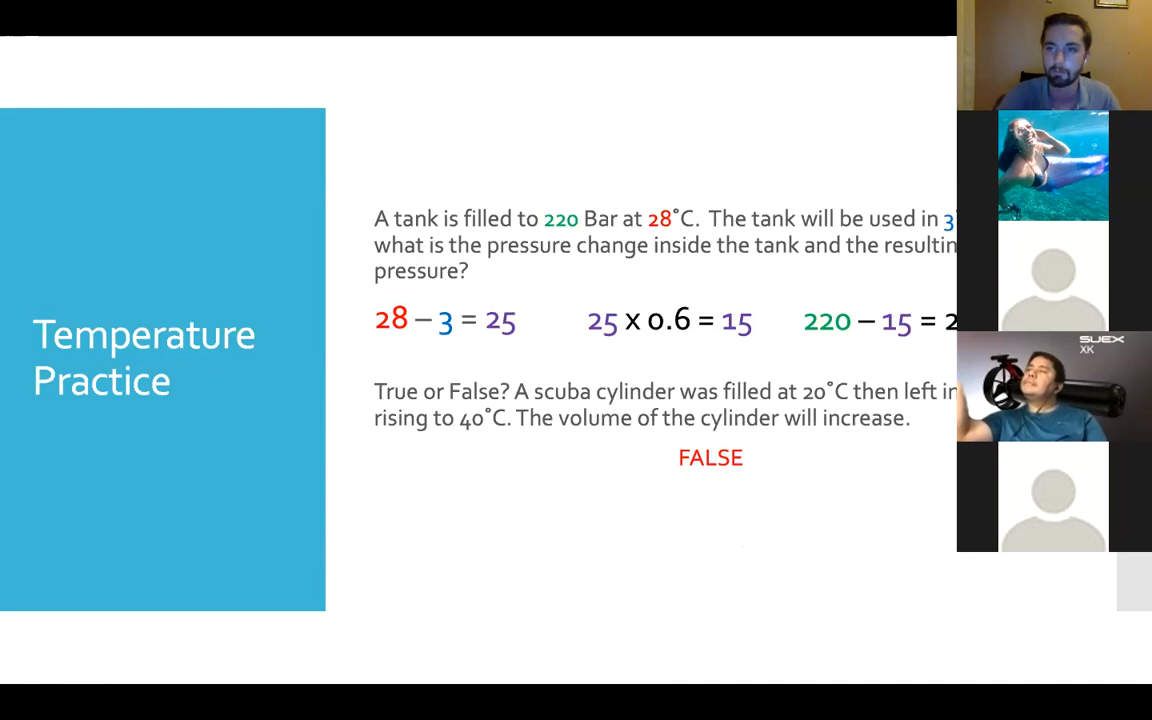 Temperature
Practice
A tank is filled to 220 Bar at 28˚C. The tank will be used in 3
what is the pressure change inside the tank and the resultin
pressure?
28 – 3 = 25 25 x 0.6 = 15 220 – 15 = 2
True or False? A scuba cylinder was filled at 20˚C then left in
rising to 40˚C. The volume of the cylinder will increase.
FALSE
SUEX
XK